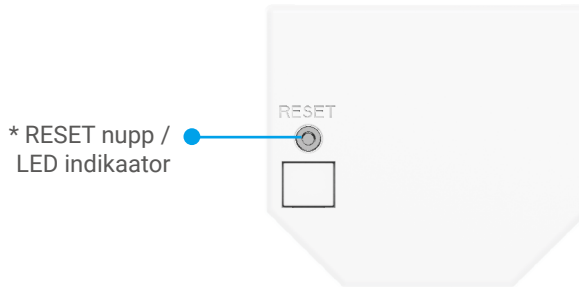 RESET
* RESET nupp /
LED indikaator